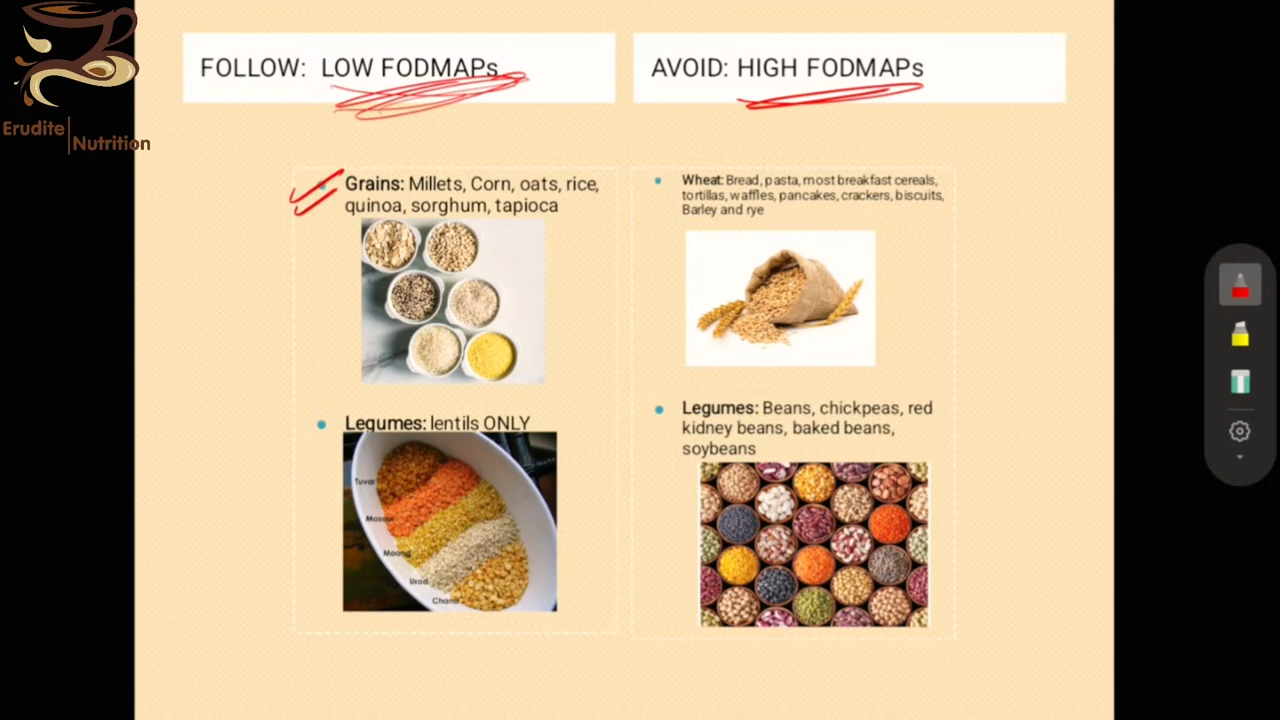 Erudite
Nutrition
FOLLOW: LOW FODMAPs
Grains: Millets, Corn, oats, rice,
quinoa, sorghum, tapioca
Legumes: lentils ONLY
Tuvar
Masoor
Moong
Urad
Chana
AVOID: HIGH FODMAPs
Wheat: Bread, pasta, most breakfast cereals,
tortillas, waffles, pancakes, crackers, biscuits,
Barley and rye
Legumes: Beans, chickpeas, red
kidney beans, baked beans,
soybeans